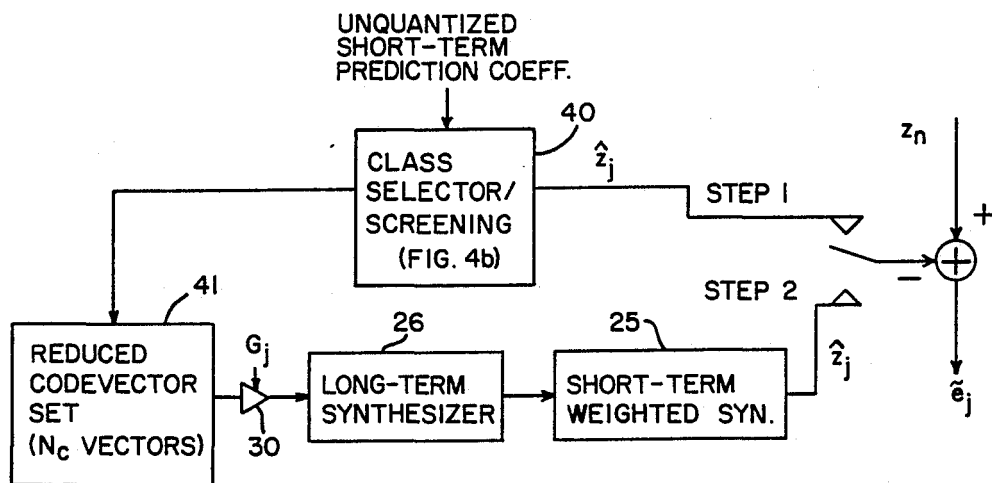 UNQUANTIZED
SHORT-TERM
PREDICTION COEFF.
40
CLASS
SELECTOR/
SCREENING
(FIG. 4b)
ẑj
STEP 1
zn
+
−
STEP 2
41
REDUCED
CODEVECTOR
SET
(Nc VECTORS)
Gj
30
26
LONG-TERM
SYNTHESIZER
25
SHORT-TERM
WEIGHTED SYN.
ẑj
ẽj